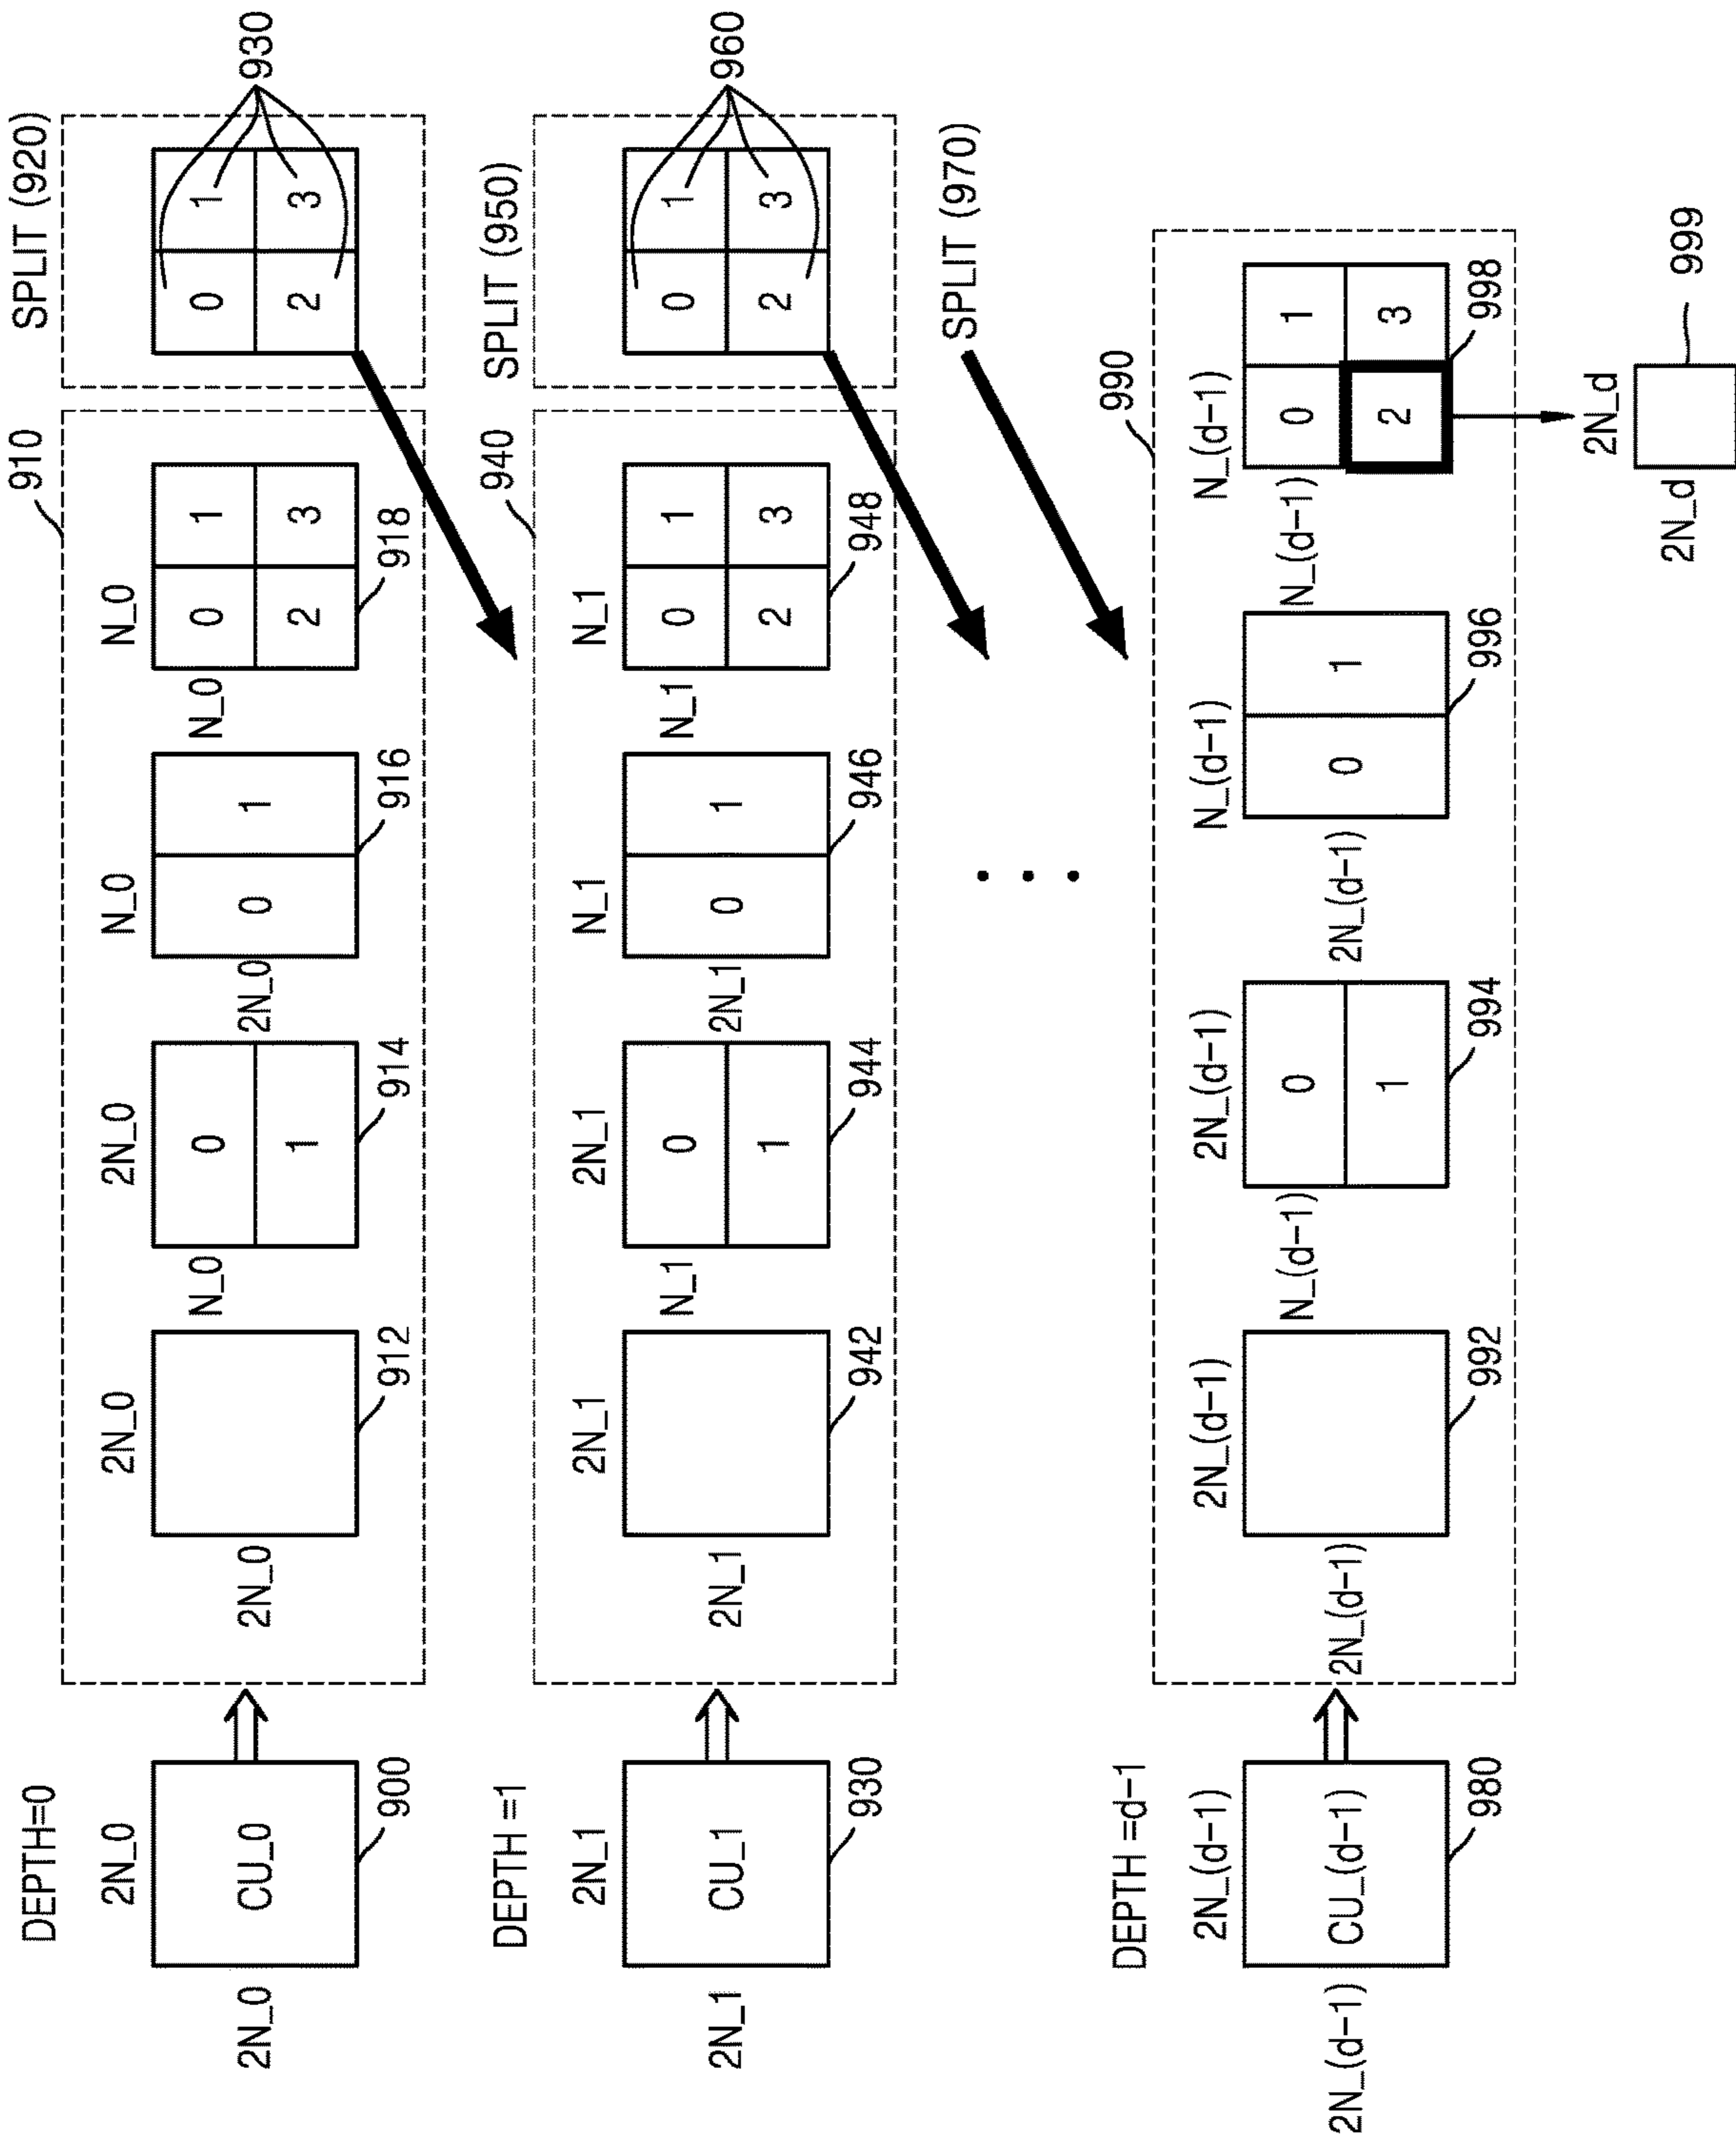 DEPTH=0
SPLIT (920)
910
2N_0
2N_0
2N_0
N_0
N_0
2N_0
CU_0
900
2N_0
912
N_0
0
1
914
2N_0
0
1
916
N_0
0
1
2
3
918
0
1
2
3
930
DEPTH =1
SPLIT (950)
940
2N_1
2N_1
2N_1
N_1
N_1
2N_1
CU_1
930
2N_1
942
N_1
0
1
944
2N_1
0
1
946
N_1
0
1
2
3
948
0
1
2
3
960
SPLIT (970)
DEPTH =d-1
990
2N_(d-1)
2N_(d-1)
2N_(d-1)
N_(d-1)
N_(d-1)
2N_(d-1)
CU_(d-1)
980
2N_(d-1)
992
N_(d-1)
0
1
994
2N_(d-1)
0
1
996
N_(d-1)
0
1
2
3
998
2N_d
2N_d
999